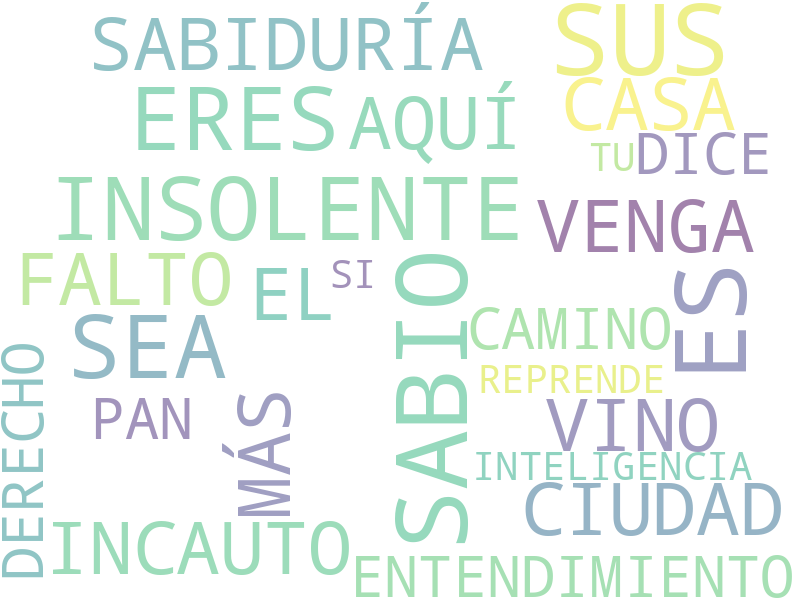 SABIDURÍA
SUS
CASA
ERES
AQUÍ
TU
DICE
INSOLENTE
VENGA
FALTO
EL
SI
SABIO
ES
SEA
CAMINO
REPRENDE
DERECHO
PAN
MÁS
VINO
INTELIGENCIA
CIUDAD
INCAUTO
ENTENDIMIENTO